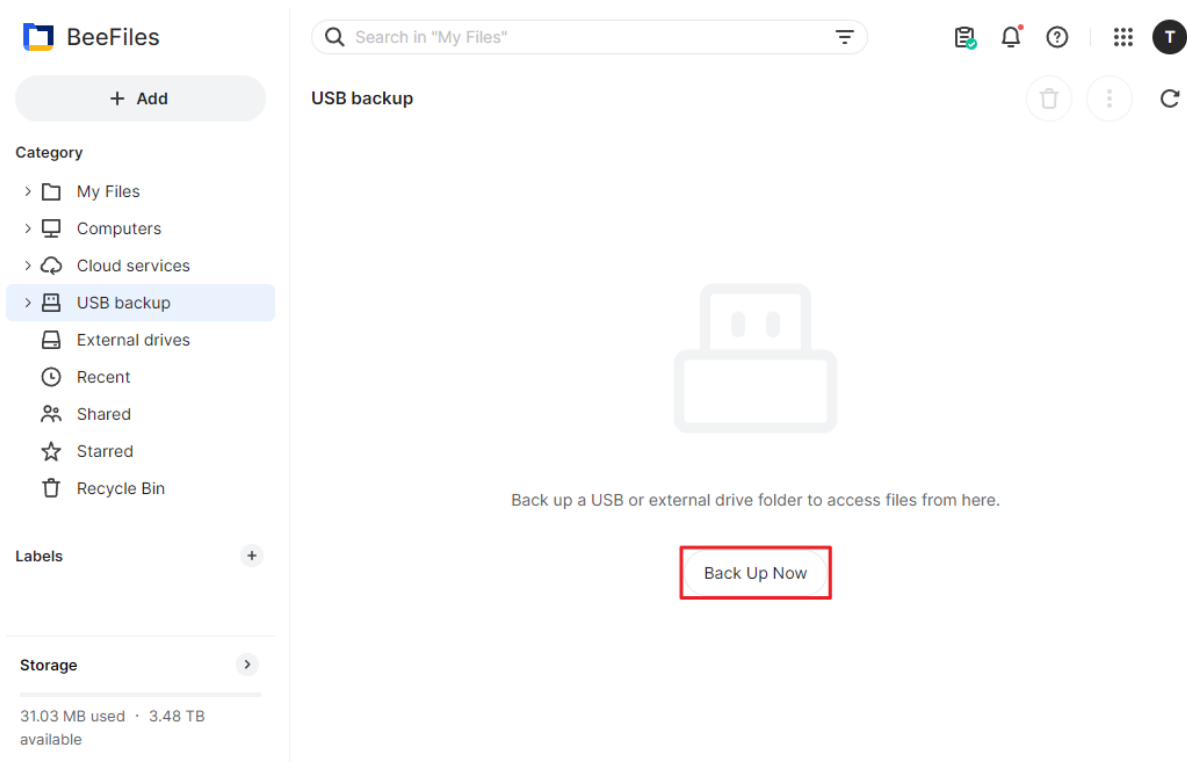 BeeFiles
Search in "My Files"
T
+ Add
USB backup
Category
My Files
Computers
Cloud services
USB backup
External drives
Recent
Shared
Starred
Recycle Bin
Back up a USB or external drive folder to access files from here.
Labels
Back Up Now
Storage
31.03 MB used · 3.48 TB
available